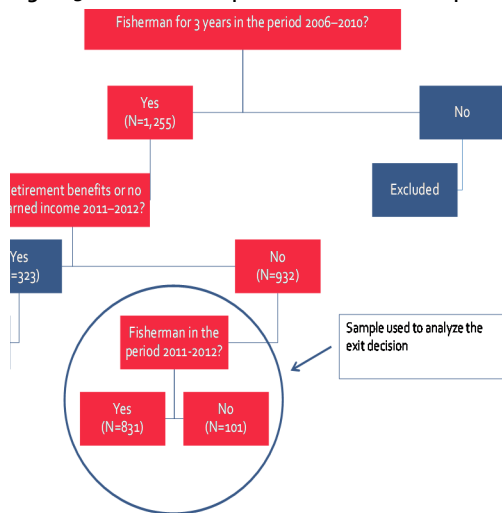 Fisherman for 3 years in the period 2006–2010?
Yes
(N=1,255)
No
etirement benefits or no
arned income 2011–2012?
Excluded
Yes
=323)
No
(N=932)
Fisherman in the
period 2011-2012?
Sample used to analyze the
exit decision
Yes
(N=831)
No
(N=101)